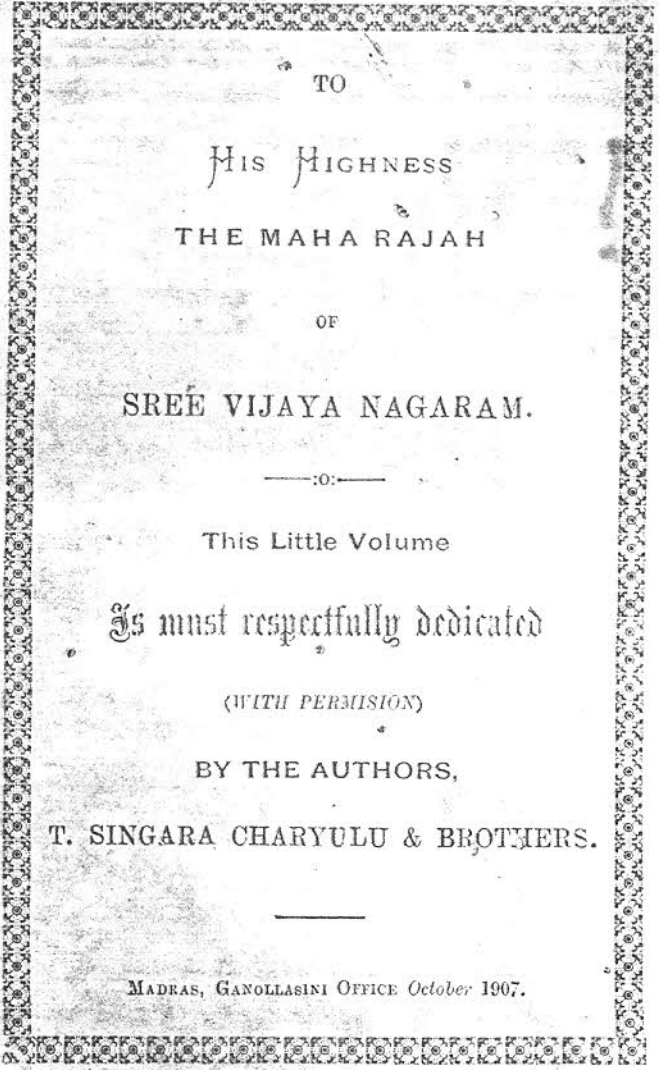 TO
HIS HIGHNESS
THE MAHA RAJAH
OF
SREE VIJAYA NAGARAM.
——:o:——
This Little Volume
Is most respectfully dedicated
(WITH PERMISION)
BY THE AUTHORS,
T. SINGARA CHARYULU & BROTHERS.
MADRAS, GANOLLASINI OFFICE October 1907.